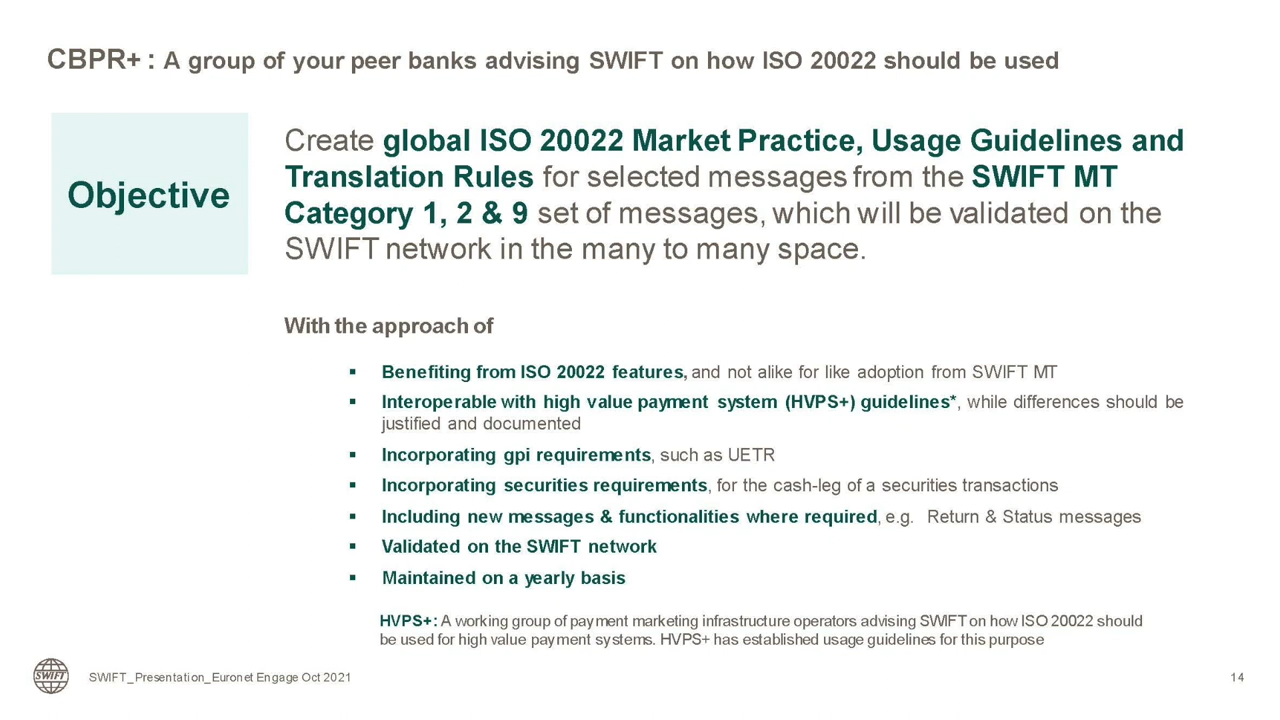 CBPR+ : A group of your peer banks advising SWIFT on how ISO 20022 should be used
Objective
Create global ISO 20022 Market Practice, Usage Guidelines and
Translation Rules for selected messages from the SWIFT MT
Category 1, 2 & 9 set of messages, which will be validated on the
SWIFT network in the many to many space.
With the approach of
▪ Benefiting from ISO 20022 features, and not alike for like adoption from SWIFT MT
▪ Interoperable with high value payment system (HVPS+) guidelines*, while differences should be
justified and documented
▪ Incorporating gpi requirements, such as UETR
▪ Incorporating securities requirements, for the cash-leg of a securities transactions
▪ Including new messages & functionalities where required, e.g. Return & Status messages
▪ Validated on the SWIFT network
▪ Maintained on a yearly basis
HVPS+: A working group of payment marketing infrastructure operators advising SWIFT on how ISO 20022 should
be used for high value payment systems. HVPS+ has established usage guidelines for this purpose
SWIFT
SWIFT_Presentation_Euronet Engage Oct 2021
14